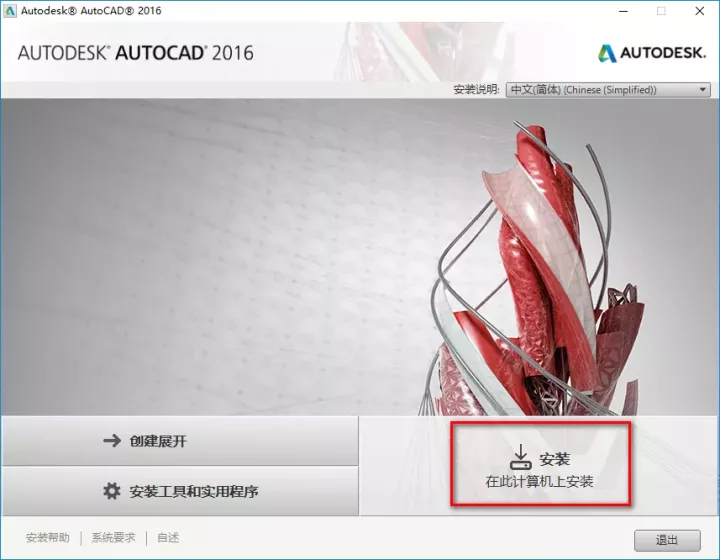 Autodesk® AutoCAD® 2016
AUTODESK® AUTOCAD® 2016
AUTODESK.
安装说明: 中文(简体) (Chinese (Simplified))
创建展开
安装工具和实用程序
安装
在此计算机上安装
安装帮助 系统要求 自述
退出